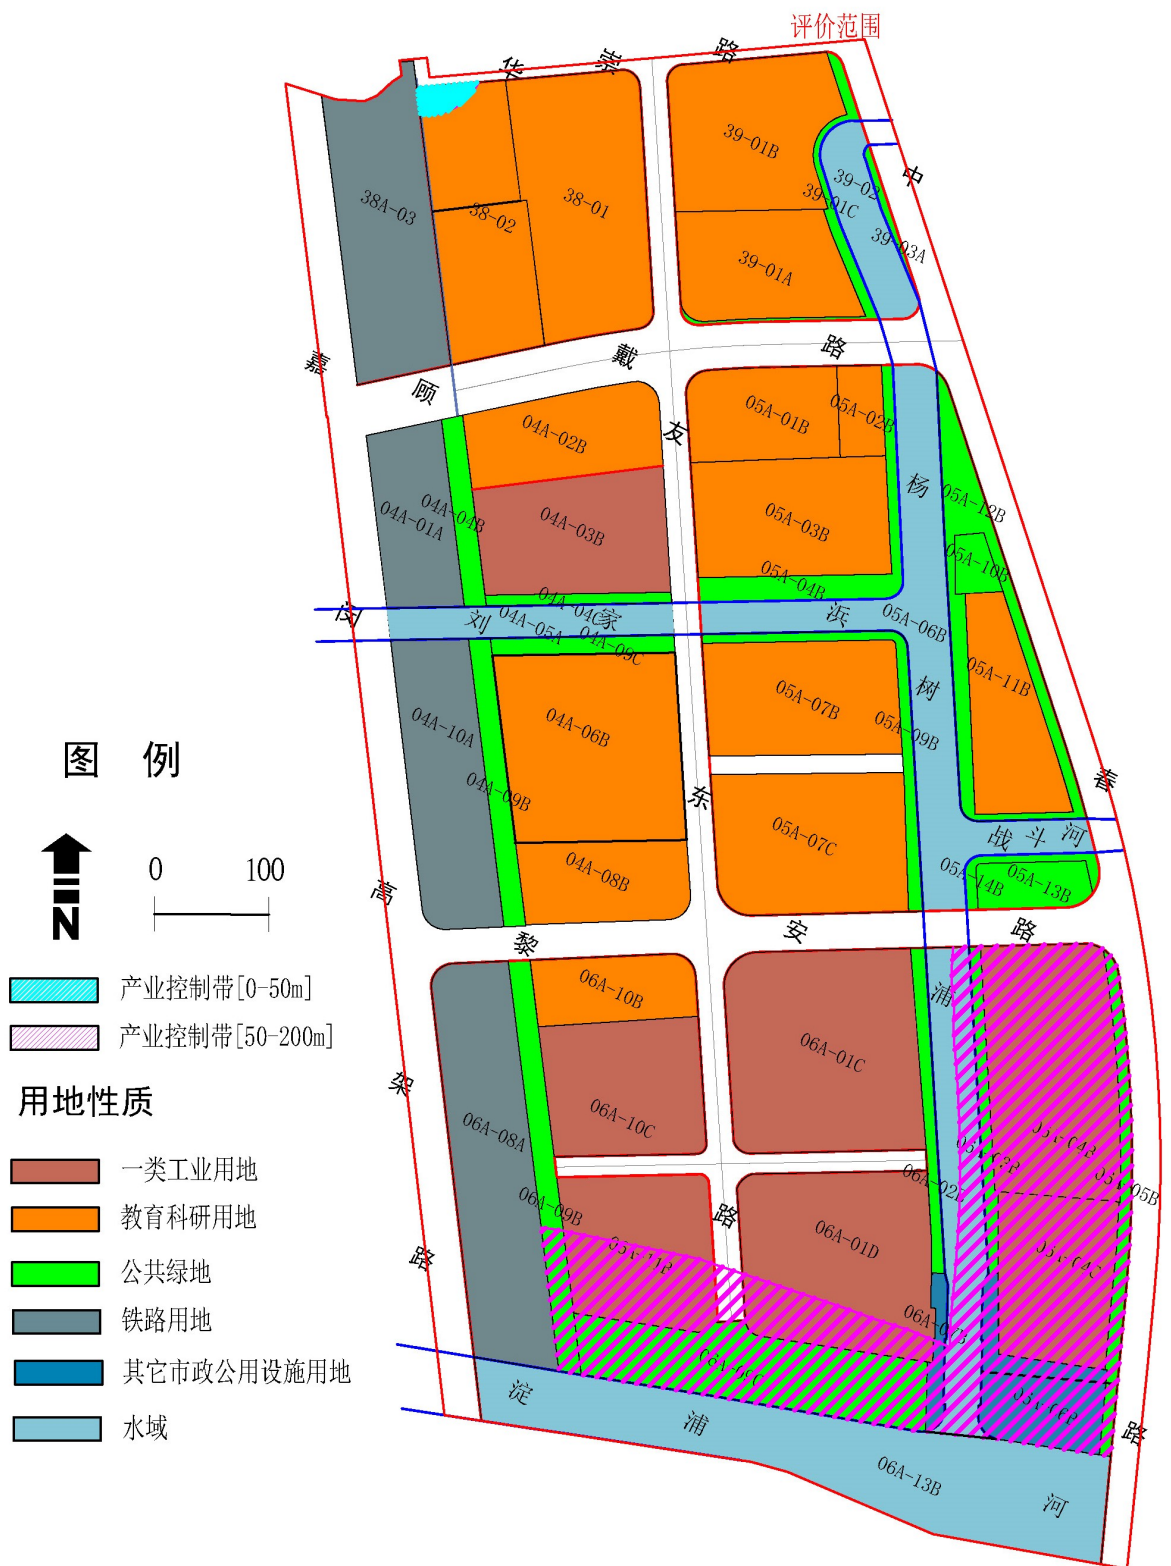 评价范围
华 崇 路
中
39-01B
39-02
39-01C
38A-03
38-02
38-01
39-03A
39-01A
嘉
顾 戴 路
04A-02B
友
05A-01B
05A-02B
04A-01A
04A-04B
04A-03B
05A-03B
杨
05A-12B
05A-10B
05A-04B
04A-04C
闵 刘 家 浜
04A-05A
04A-09C
05A-06B
树
05A-11B
05A-07B
05A-09B
04A-10A
04A-06B
04A-09B
东
春
05A-07C
战 斗 河
04A-08B
05A-14B
05A-13B
高
黎 安 路
图 例
0 100
N
产业控制带[0-50m]
产业控制带[50-200m]
用地性质
一类工业用地
教育科研用地
公共绿地
铁路用地
其它市政公用设施用地
水域
06A-10B
浦
06A-01C
架
06A-10C
06A-08A
06A-09B
路
06A-01D
路
淀 浦 河
06A-13B
路